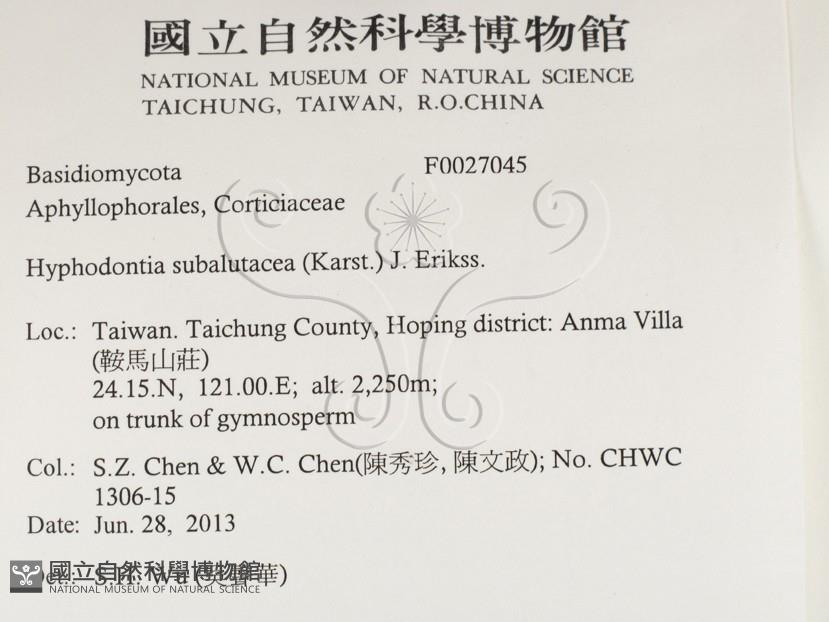 國立自然科學博物館
NATIONAL MUSEUM OF NATURAL SCIENCE
TAICHUNG, TAIWAN, R.O.CHINA
Basidiomycota F0027045
Aphyllophorales, Corticiaceae
Hyphodontia subalutacea (Karst.) J. Erikss.
Loc.: Taiwan. Taichung County, Hoping district: Anma Villa
(鞍馬山莊)
24.15.N, 121.00.E; alt. 2,250m;
on trunk of gymnosperm
Col.: S.Z. Chen & W.C. Chen(陳秀珍, 陳文政); No. CHWC
1306-15
Date: Jun. 28, 2013
S.H. Wu
國立自然科學博物館
NATIONAL MUSEUM OF NATURAL SCIENCE